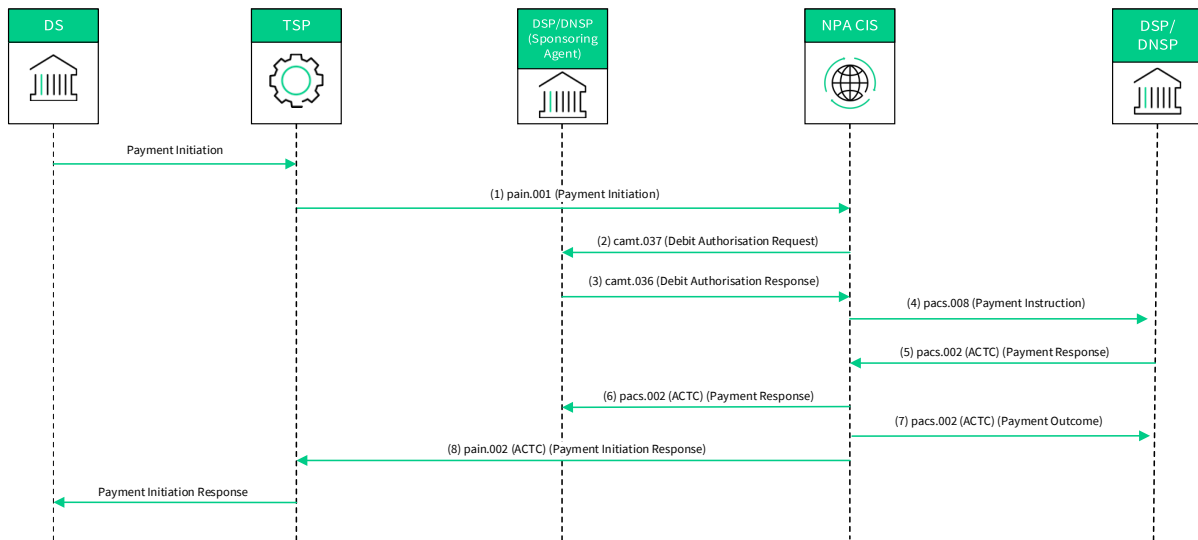 DS
TSP
DSP/DNSP
(Sponsoring
Agent)
NPA CIS
DSP/
DNSP
Payment Initiation
(1) pain.001 (Payment Initiation)
(2) camt.037 (Debit Authorisation Request)
(3) camt.036 (Debit Authorisation Response)
(4) pacs.008 (Payment Instruction)
(5) pacs.002 (ACTC) (Payment Response)
(6) pacs.002 (ACTC) (Payment Response)
(7) pacs.002 (ACTC) (Payment Outcome)
(8) pain.002 (ACTC) (Payment Initiation Response)
Payment Initiation Response